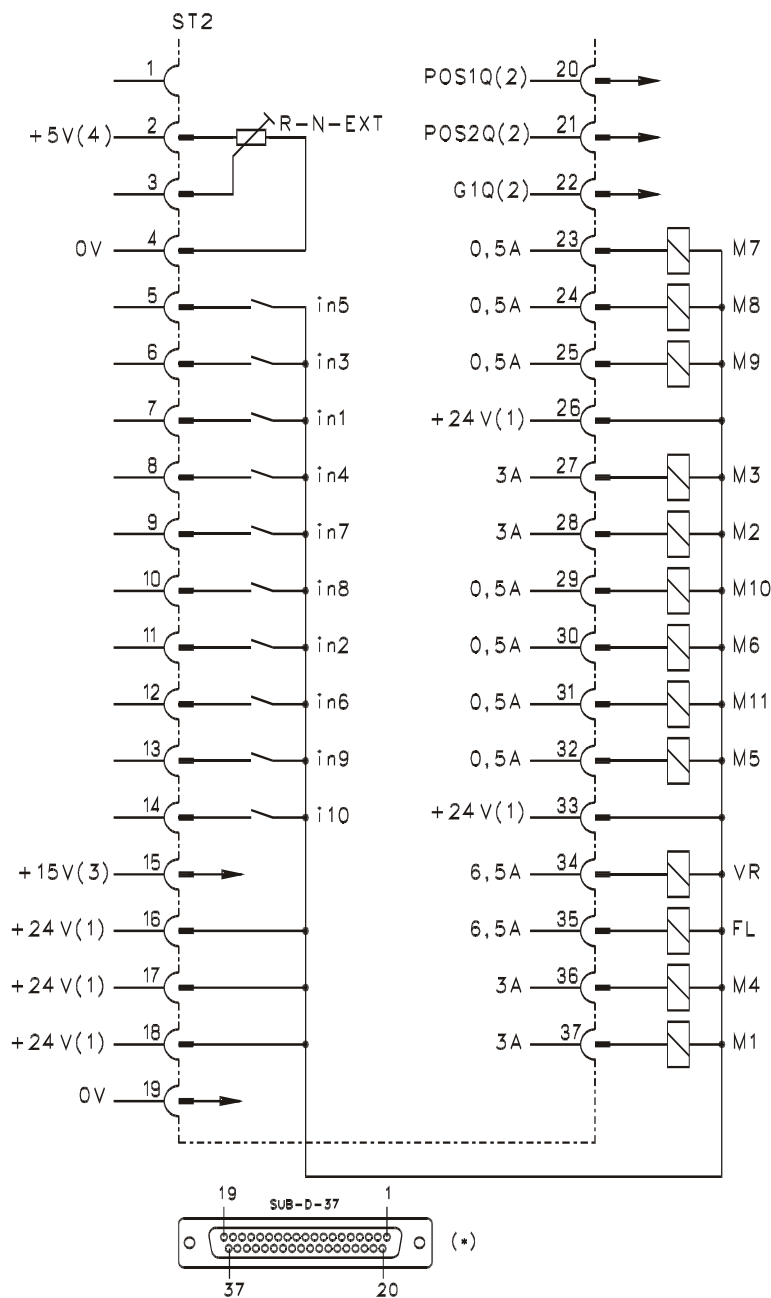 ST2
1
+5V(4) 2 R-N-EXT
3
0V 4
5 in5
6 in3
7 in1
8 in4
9 in7
10 in8
11 in2
12 in6
13 in9
14 i10
+15V(3) 15
+24V(1) 16
+24V(1) 17
+24V(1) 18
0V 19
POS1Q(2) 20
POS2Q(2) 21
G1Q(2) 22
0,5A 23 M7
0,5A 24 M8
0,5A 25 M9
+24V(1) 26
3A 27 M3
3A 28 M2
0,5A 29 M10
0,5A 30 M6
0,5A 31 M11
0,5A 32 M5
+24V(1) 33
6,5A 34 VR
6,5A 35 FL
3A 36 M4
3A 37 M1
19 SUB-D-37 1
(*)
37 20